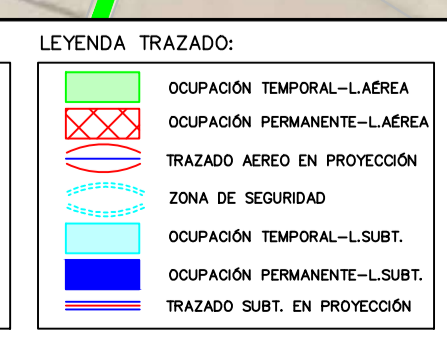 LEYENDA TRAZADO:
OCUPACIÓN TEMPORAL-L.AÉREA
OCUPACIÓN PERMANENTE-L.AÉREA
TRAZADO AEREO EN PROYECCIÓN
ZONA DE SEGURIDAD
OCUPACIÓN TEMPORAL-L.SUBT.
OCUPACIÓN PERMANENTE-L.SUBT.
TRAZADO SUBT. EN PROYECCIÓN